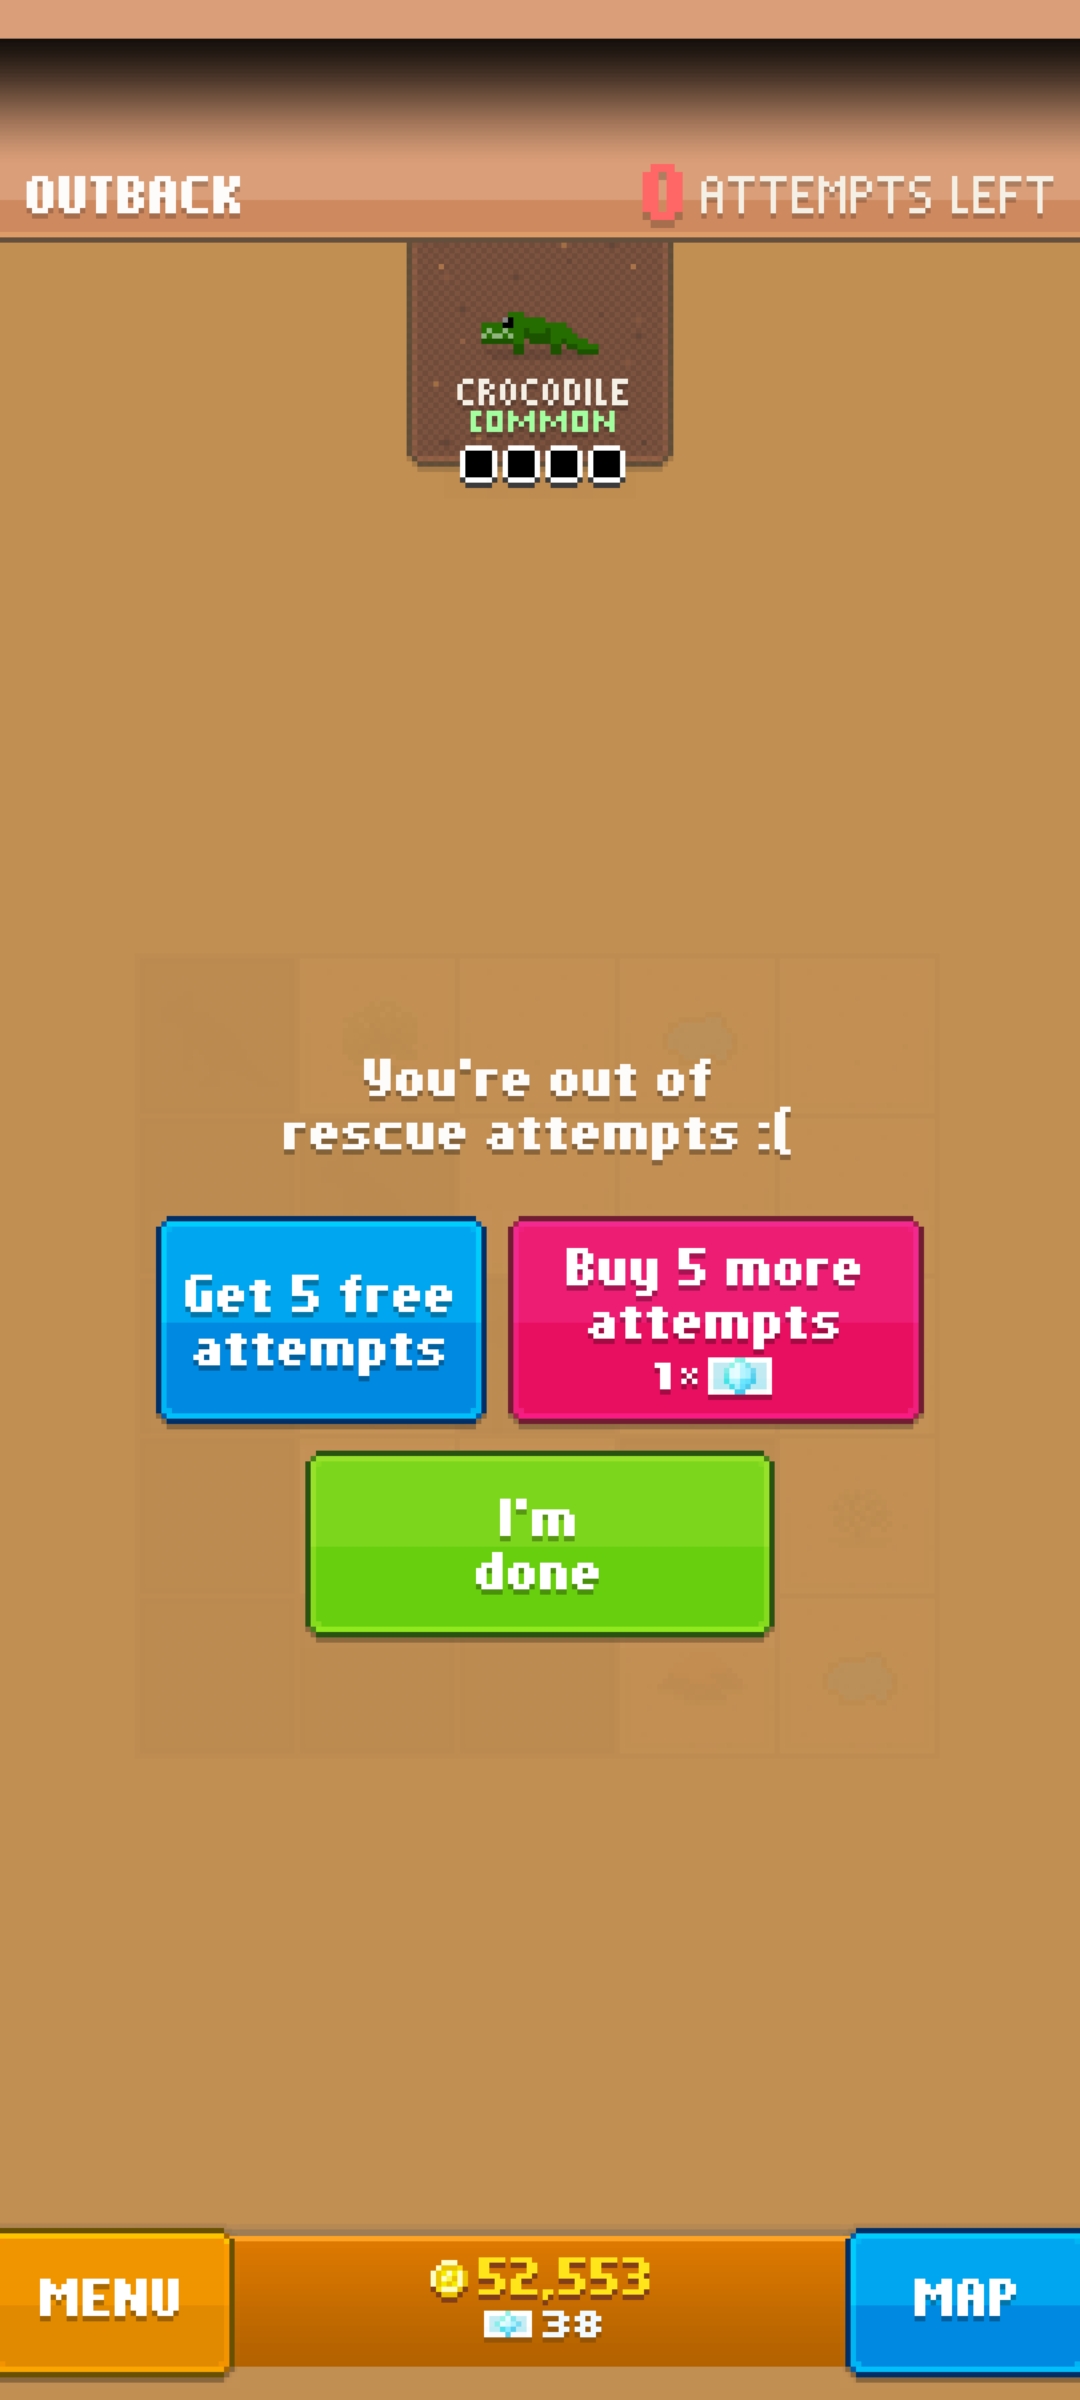 OUTBACK
0 ATTEMPTS LEFT
CROCODILE
COMMON
You're out of
rescue attempts :(
Get 5 free
attempts
Buy 5 more
attempts
1×
I'm
done
MENU
52,553
38
MAP